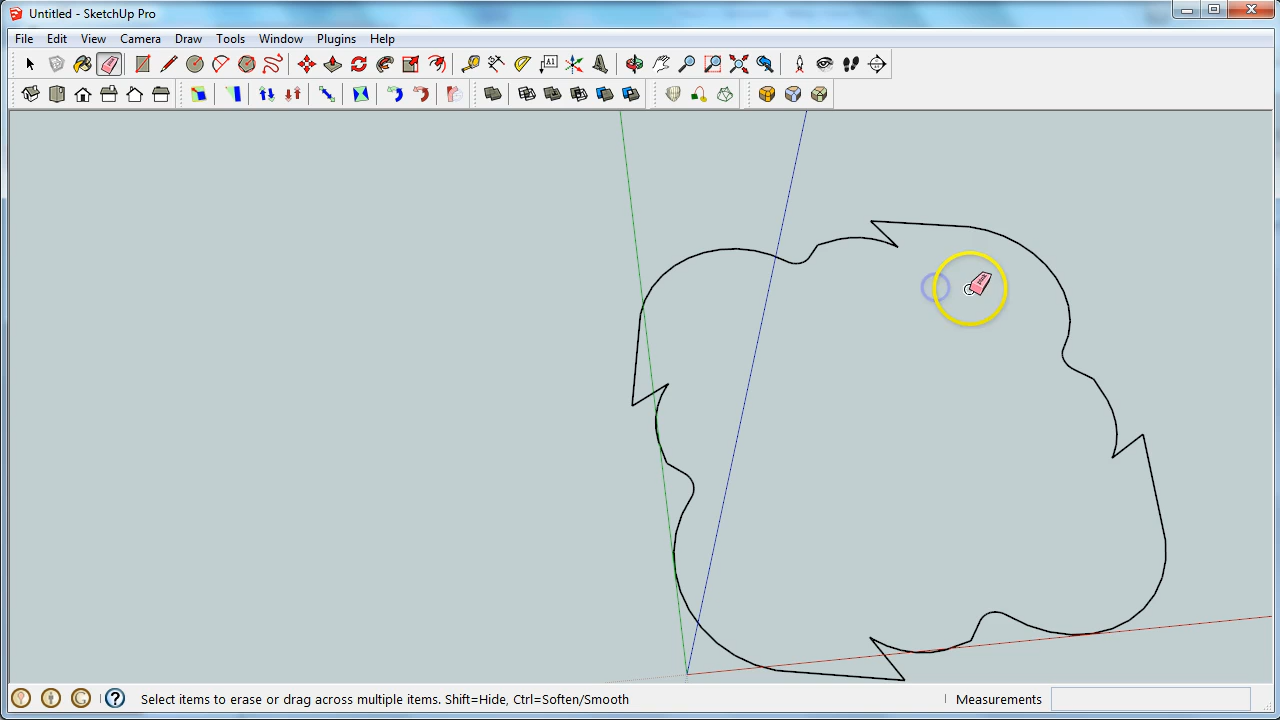 Untitled - SketchUp Pro
File Edit View Camera Draw Tools Window Plugins Help
Select items to erase or drag across multiple items. Shift=Hide, Ctrl=Soften/Smooth
Measurements